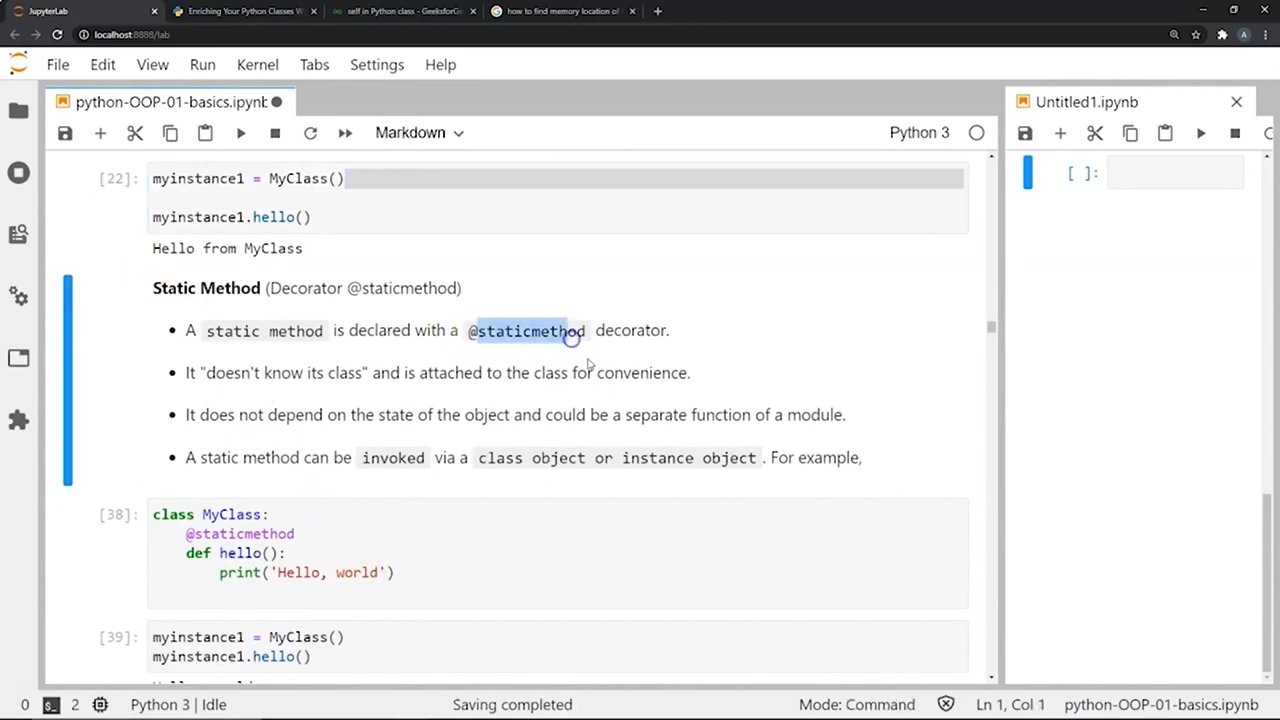 JupyterLab
Enriching Your Python Classes W
self in Python class - GeeksforGe
how to find memory location of
localhost:8888/lab
A
File Edit View Run Kernel Tabs Settings Help
python-OOP-01-basics.ipynb
Untitled1.ipynb
Markdown
Python 3
[22]: myinstance1 = MyClass()
[ ]:
myinstance1.hello()
Hello from MyClass
Static Method (Decorator @staticmethod)
• A static method is declared with a @staticmethod decorator.
• It "doesn't know its class" and is attached to the class for convenience.
• It does not depend on the state of the object and could be a separate function of a module.
• A static method can be invoked via a class object or instance object. For example,
[38]: class MyClass:
@staticmethod
def hello():
print('Hello, world')
[39]: myinstance1 = MyClass()
myinstance1.hello()
0 2 Python 3 | Idle Saving completed Mode: Command Ln 1, Col 1 python-OOP-01-basics.ipynb